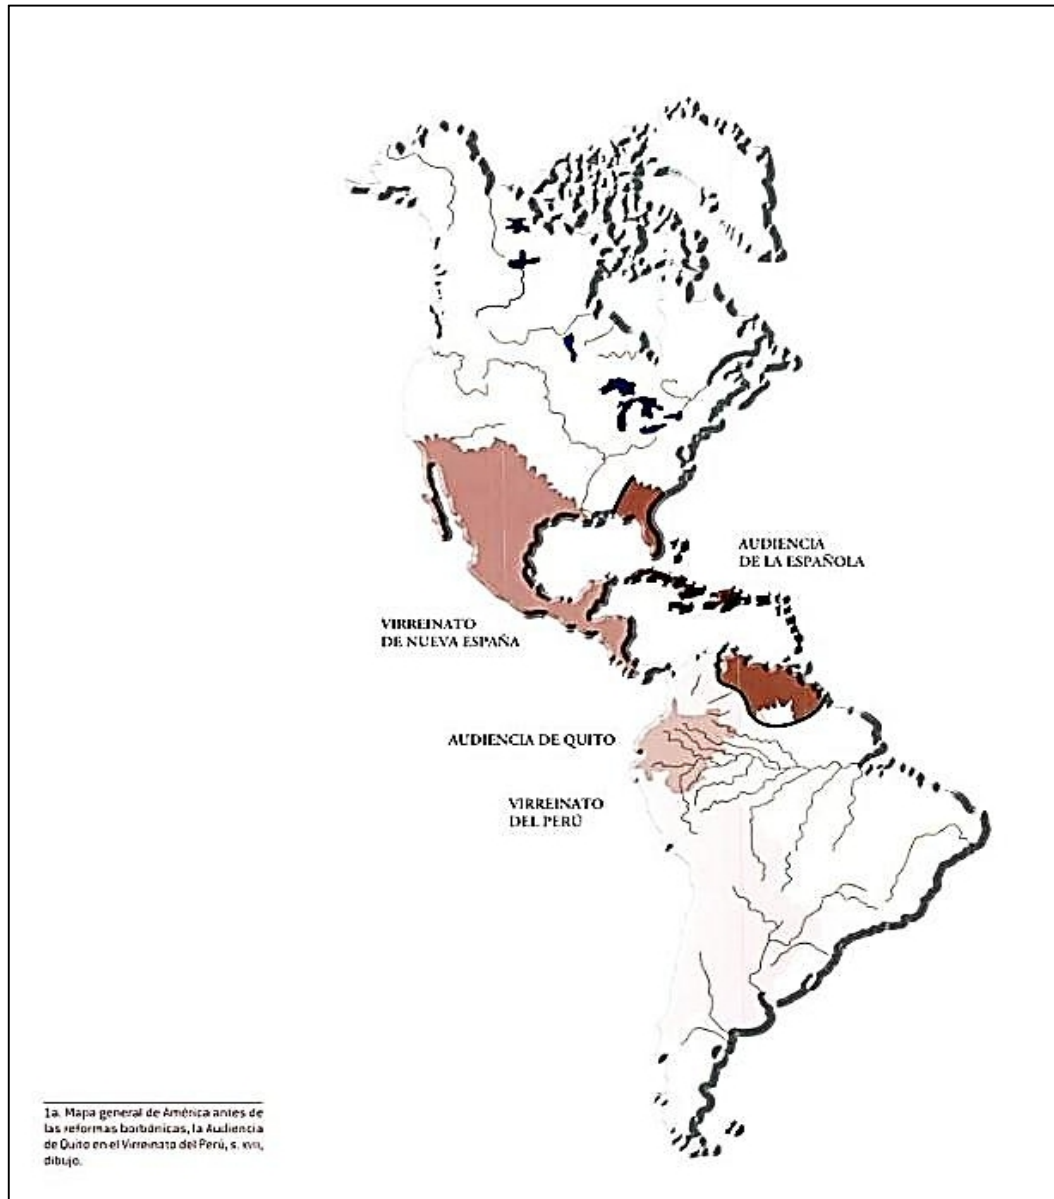 AUDIENCIA
DE LA ESPAÑOLA
VIRREINATO
DE NUEVA ESPAÑA
AUDIENCIA DE QUITO
VIRREINATO
DEL PERÚ
1a. Mapa general de América antes de
las reformas borbónicas, la Audiencia
de Quito en el Virreinato del Perú, s. XVII,
dibujo.